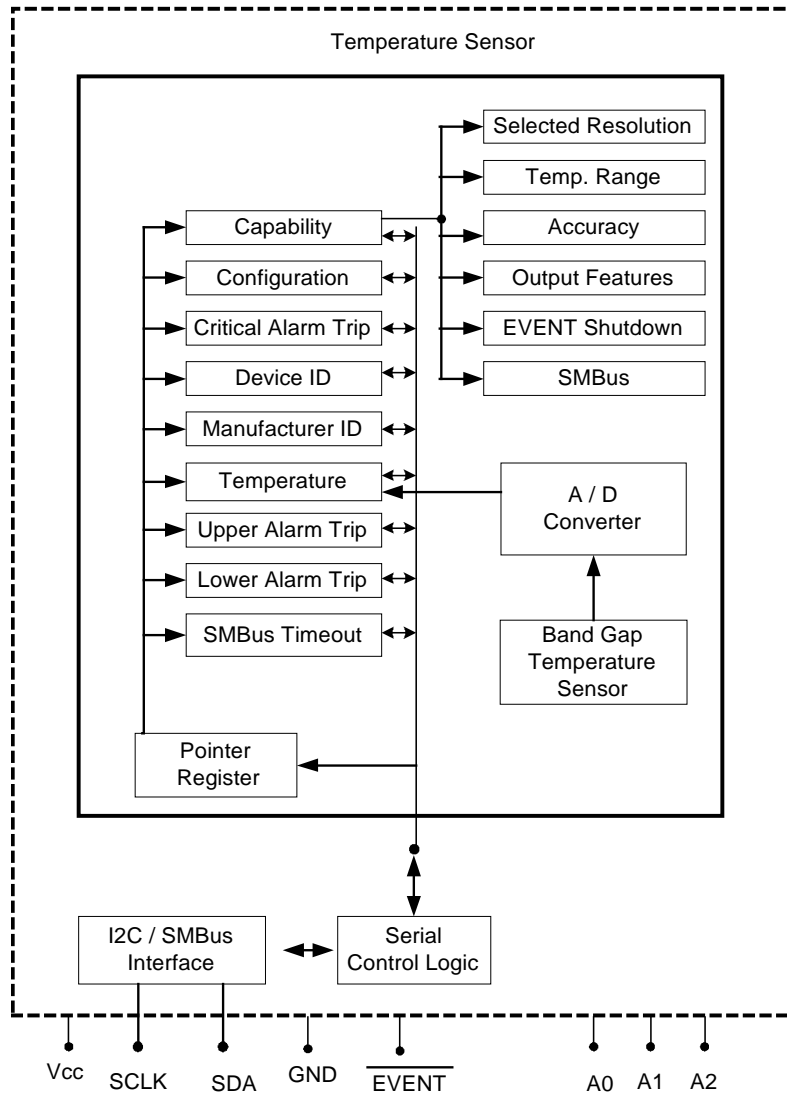 Temperature Sensor
Selected Resolution
Temp. Range
Capability
Accuracy
Configuration
Output Features
Critical Alarm Trip
EVENT Shutdown
Device ID
SMBus
Manufacturer ID
Temperature
A / D
Converter
Upper Alarm Trip
Lower Alarm Trip
SMBus Timeout
Band Gap
Temperature
Sensor
Pointer
Register
I2C / SMBus
Interface
Serial
Control Logic
Vcc
SCLK
SDA
GND
EVENT
A0
A1
A2